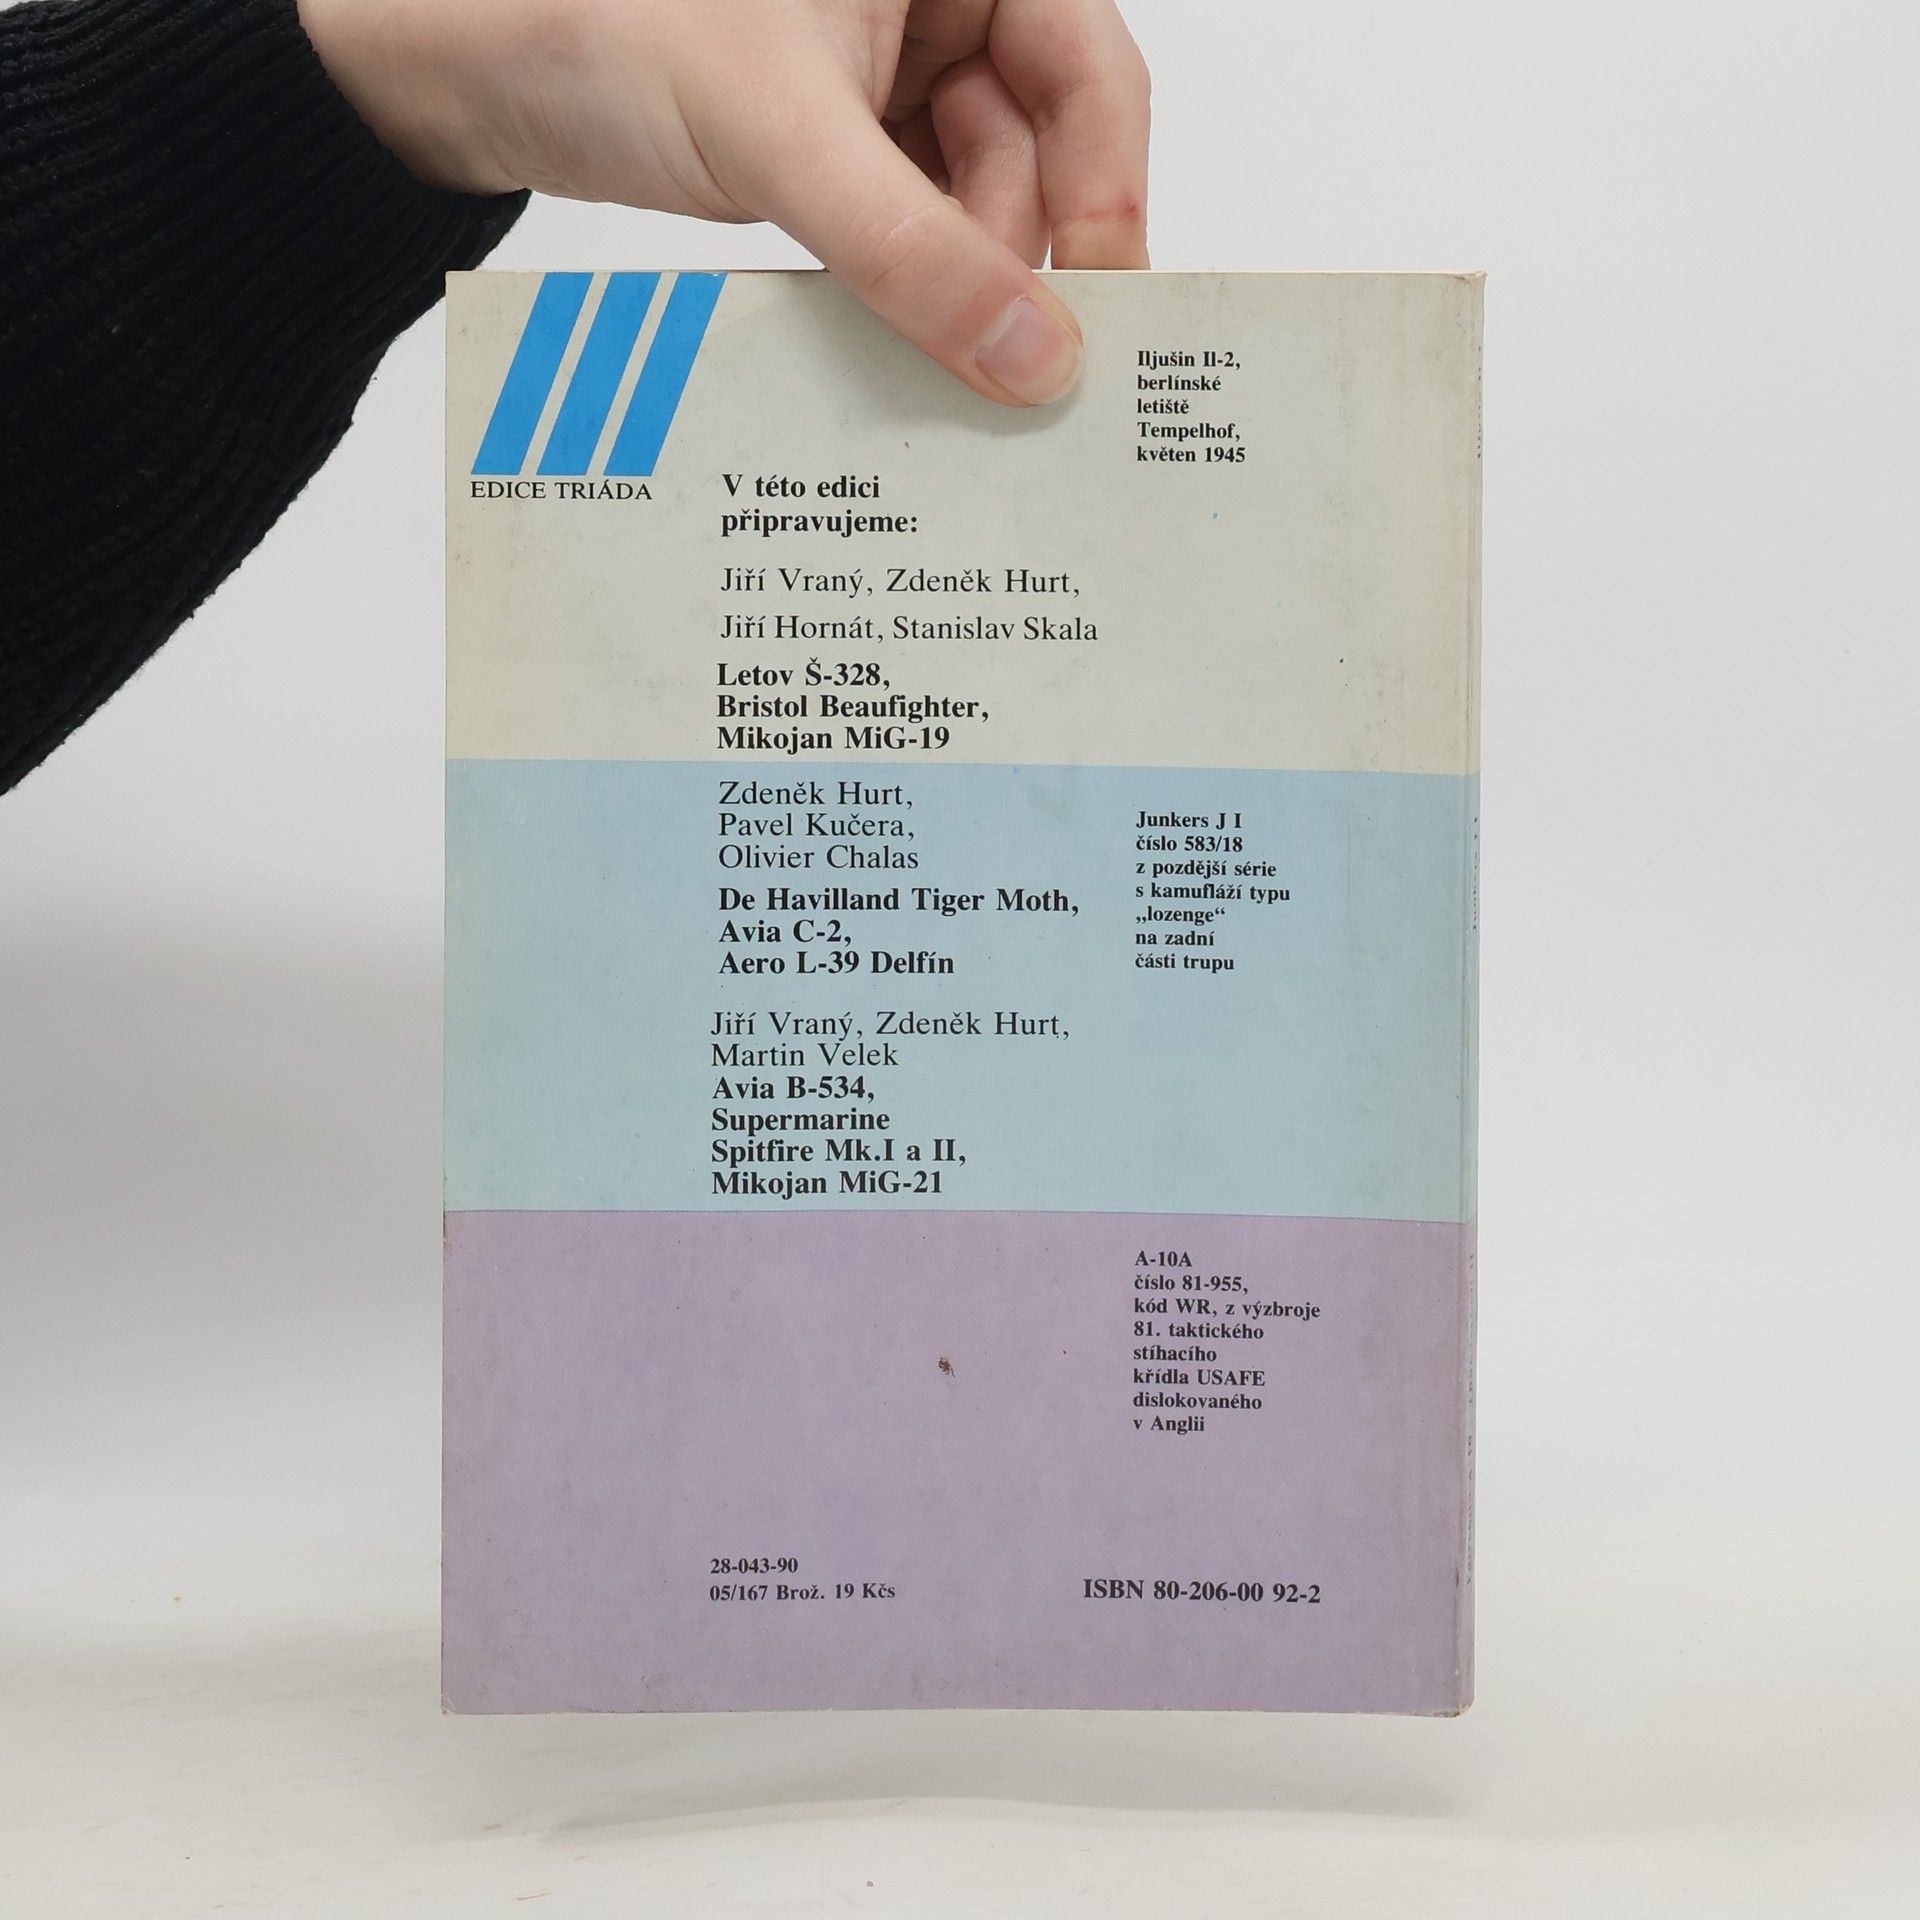 EDICE TRIÁDA
V této edici
připravujeme:
Jiří Vraný, Zdeněk Hurt,
Jiří Hornát, Stanislav Skala
Letov Š-328,
Bristol Beaufighter,
Mikojan MiG-19
Iljušin Il-2,
berlínské
letiště
Tempelhof,
květen 1945
Zdeněk Hurt,
Pavel Kučera,
Olivier Chalas
De Havilland Tiger Moth,
Avia C-2,
Aero L-39 Delfín
Jiří Vraný, Zdeněk Hurt,
Martin Velek
Avia B-534,
Supermarine
Spitfire Mk.I a II,
Mikojan MiG-21
Junkers J I
číslo 583/18
z pozdější série
s kamufláží typu
„lozenge“
na zadní
části trupu
A-10A
číslo 81-955,
kód WR, z výzbroje
81. taktického
stíhacího
křídla USAFE
dislokovaného
v Anglii
28-043-90
05/167 Brož. 19 Kčs
ISBN 80-206-00 92-2